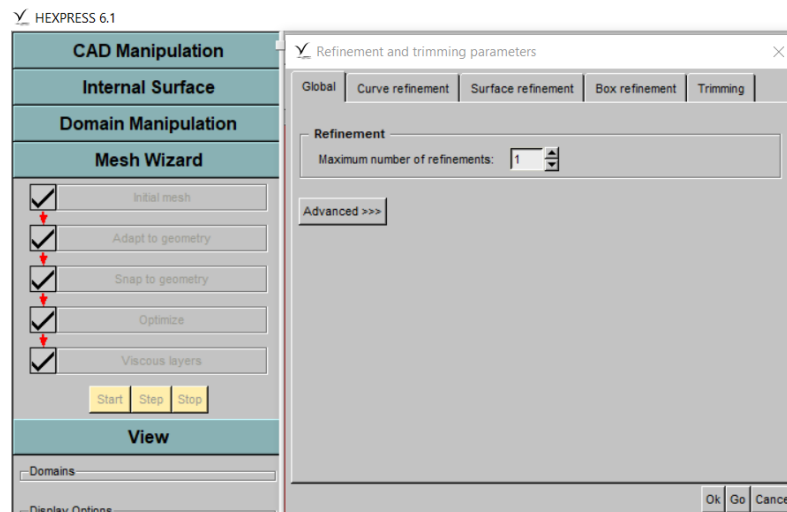 HEXPRESS 6.1
CAD Manipulation
Internal Surface
Domain Manipulation
Mesh Wizard
Initial mesh
Adapt to geometry
Snap to geometry
Optimize
Viscous layers
Start Step Stop
View
Domains
Display Options
Refinement and trimming parameters
Global Curve refinement Surface refinement Box refinement Trimming
Refinement
Maximum number of refinements: 1
Advanced >>>
Ok Go Cance